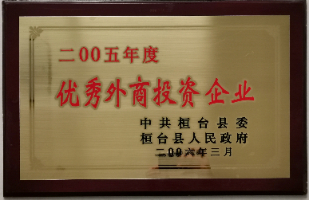 二00五年度
优秀外商投资企业
中共桓台县委
桓台县人民政府
二00六年三月